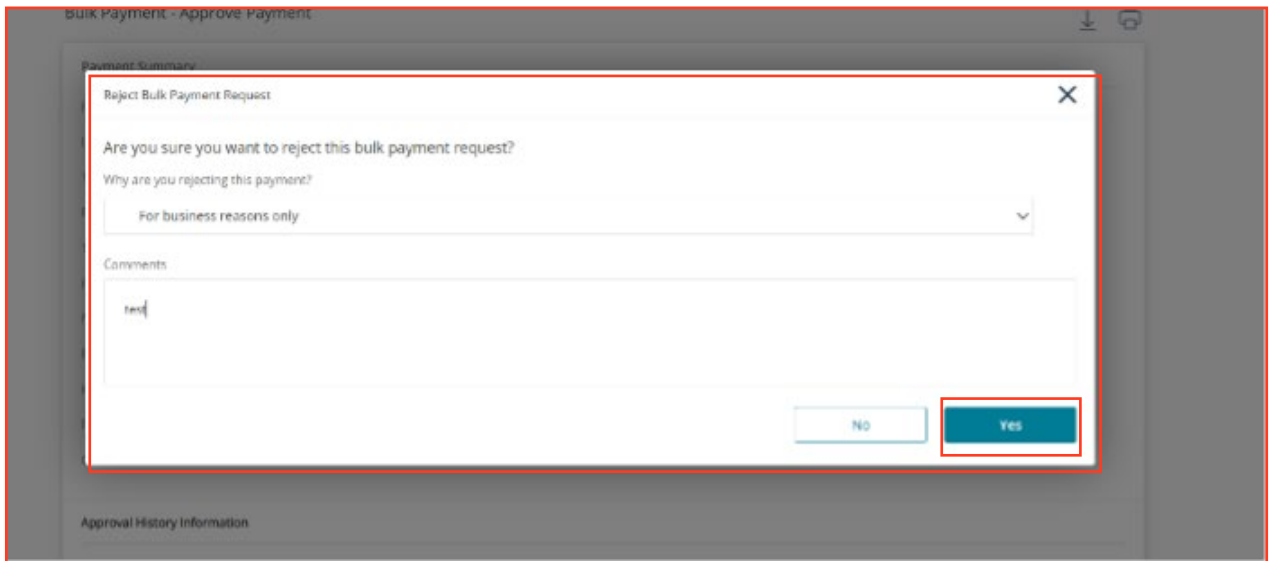 Bulk Payment - Approve Payment
Payment Summary
Reject Bulk Payment Request
Are you sure you want to reject this bulk payment request?
Why are you rejecting this payment?
For business reasons only
Comments
test
No
Yes
Approval History Information